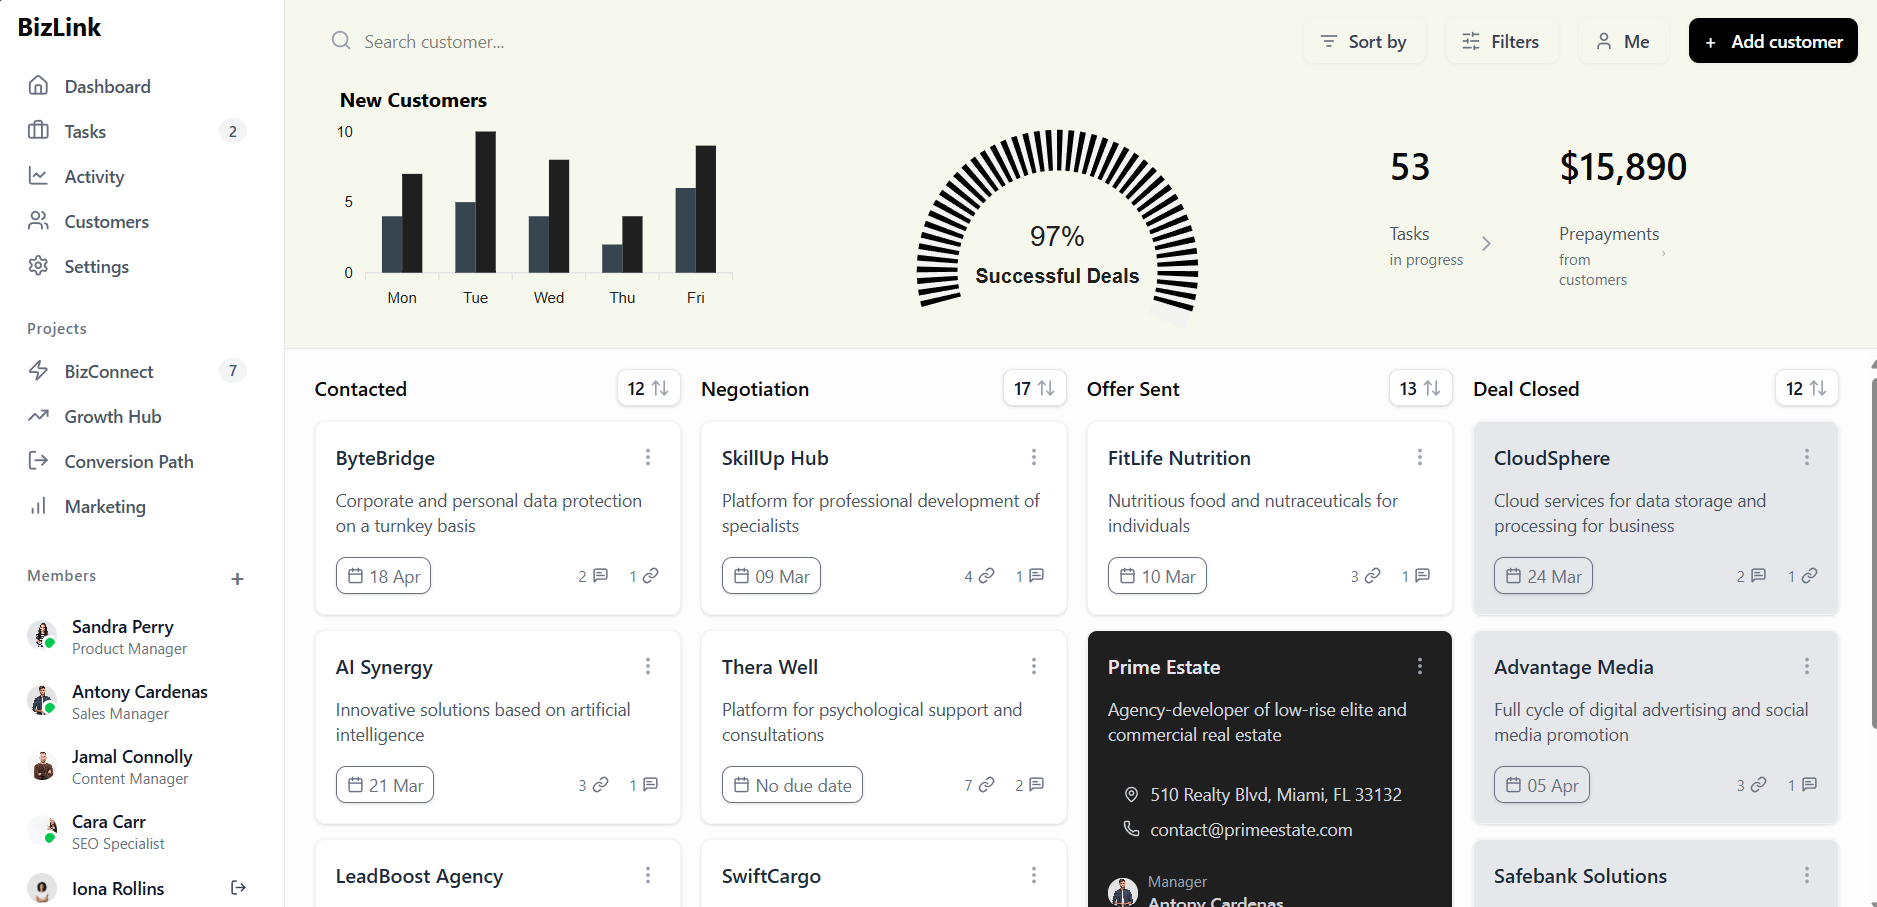 BizLink
Dashboard
Tasks 2
Activity
Customers
Settings
Projects
BizConnect 7
Growth Hub
Conversion Path
Marketing
Members +
Sandra Perry
Product Manager
Antony Cardenas
Sales Manager
Jamal Connolly
Content Manager
Cara Carr
SEO Specialist
Iona Rollins
Search customer...
Sort by
Filters
Me
+ Add customer
New Customers
10
5
0
Mon Tue Wed Thu Fri
97%
Successful Deals
53
Tasks
in progress
$15,890
Prepayments
from
customers
Contacted 12
ByteBridge
Corporate and personal data protection
on a turnkey basis
18 Apr 2 1
AI Synergy
Innovative solutions based on artificial
intelligence
21 Mar 3 1
LeadBoost Agency
Negotiation 17
SkillUp Hub
Platform for professional development of
specialists
09 Mar 4 1
Thera Well
Platform for psychological support and
consultations
No due date 7 2
SwiftCargo
Offer Sent 13
FitLife Nutrition
Nutritious food and nutraceuticals for
individuals
10 Mar 3 1
Prime Estate
Agency-developer of low-rise elite and
commercial real estate
510 Realty Blvd, Miami, FL 33132
contact@primeestate.com
Manager
Antony Cardenas
Deal Closed 12
CloudSphere
Cloud services for data storage and
processing for business
24 Mar 2 1
Advantage Media
Full cycle of digital advertising and social
media promotion
05 Apr 3 1
Safebank Solutions